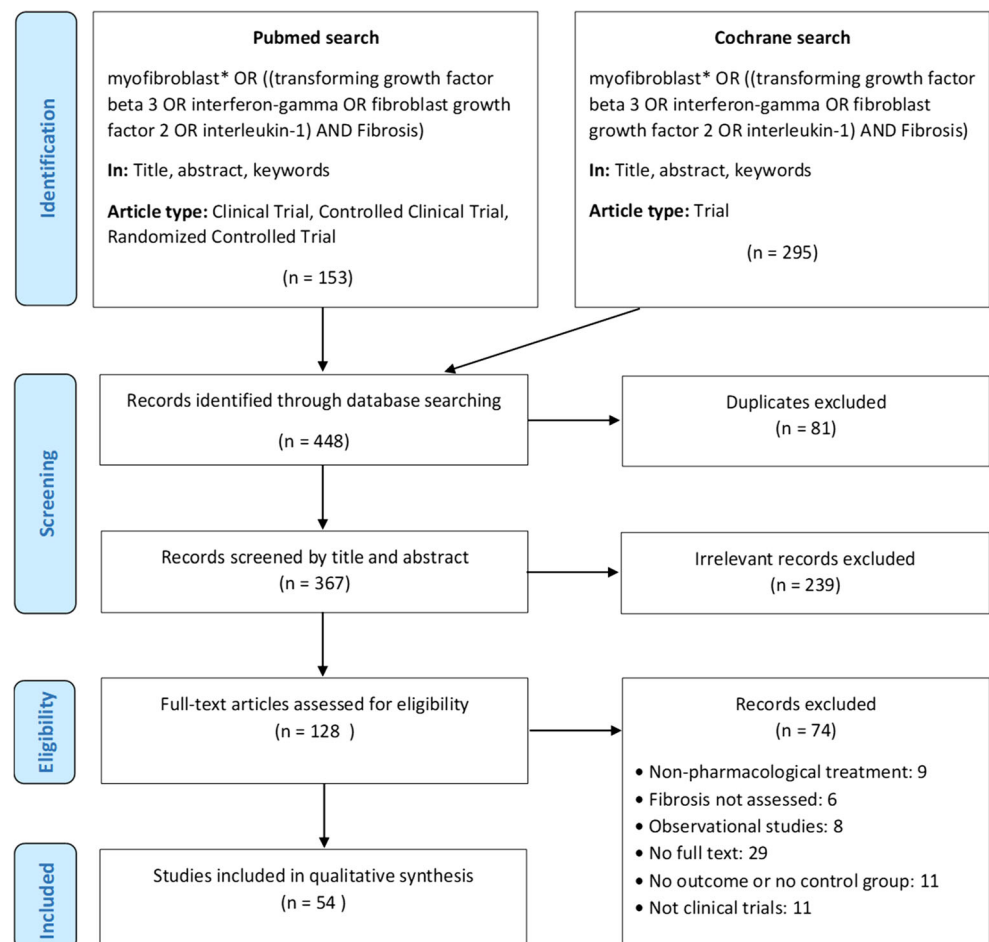 Identification
Pubmed search
myofibroblast* OR ((transforming growth factor
beta 3 OR interferon-gamma OR fibroblast growth
factor 2 OR interleukin-1) AND Fibrosis)
In: Title, abstract, keywords
Article type: Clinical Trial, Controlled Clinical Trial,
Randomized Controlled Trial
(n = 153)
Cochrane search
myofibroblast* OR ((transforming growth factor
beta 3 OR interferon-gamma OR fibroblast
growth factor 2 OR interleukin-1) AND Fibrosis)
In: Title, abstract, keywords
Article type: Trial
(n = 295)
Screening
Records identified through database searching
(n = 448)
Duplicates excluded
(n = 81)
Records screened by title and abstract
(n = 367)
Irrelevant records excluded
(n = 239)
Eligibility
Full-text articles assessed for eligibility
(n = 128 )
Records excluded
(n = 74)
• Non-pharmacological treatment: 9
• Fibrosis not assessed: 6
• Observational studies: 8
• No full text: 29
• No outcome or no control group: 11
• Not clinical trials: 11
Included
Studies included in qualitative synthesis
(n = 54 )